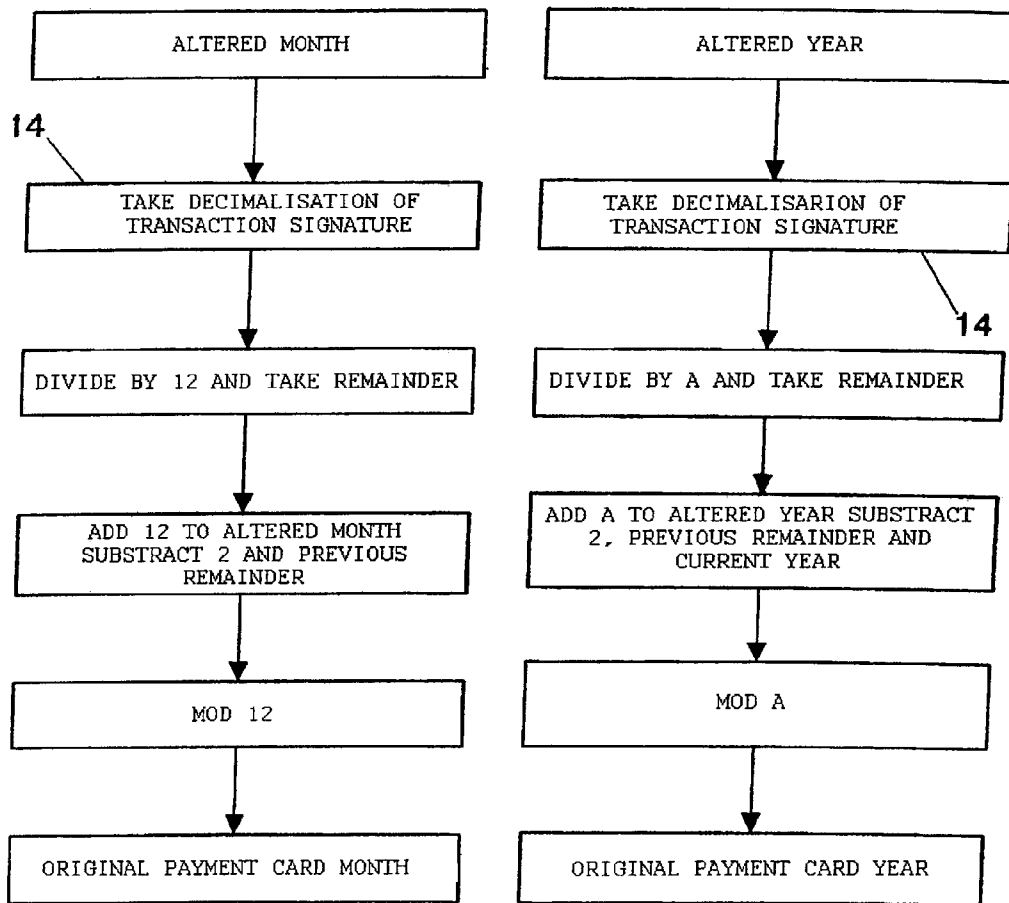 ALTERED MONTH
14
TAKE DECIMALISATION OF
TRANSACTION SIGNATURE
DIVIDE BY 12 AND TAKE REMAINDER
ADD 12 TO ALTERED MONTH
SUBSTRACT 2 AND PREVIOUS
REMAINDER
MOD 12
ORIGINAL PAYMENT CARD MONTH
ALTERED YEAR
TAKE DECIMALISARION OF
TRANSACTION SIGNATURE
14
DIVIDE BY A AND TAKE REMAINDER
ADD A TO ALTERED YEAR SUBSTRACT
2, PREVIOUS REMAINDER AND
CURRENT YEAR
MOD A
ORIGINAL PAYMENT CARD YEAR